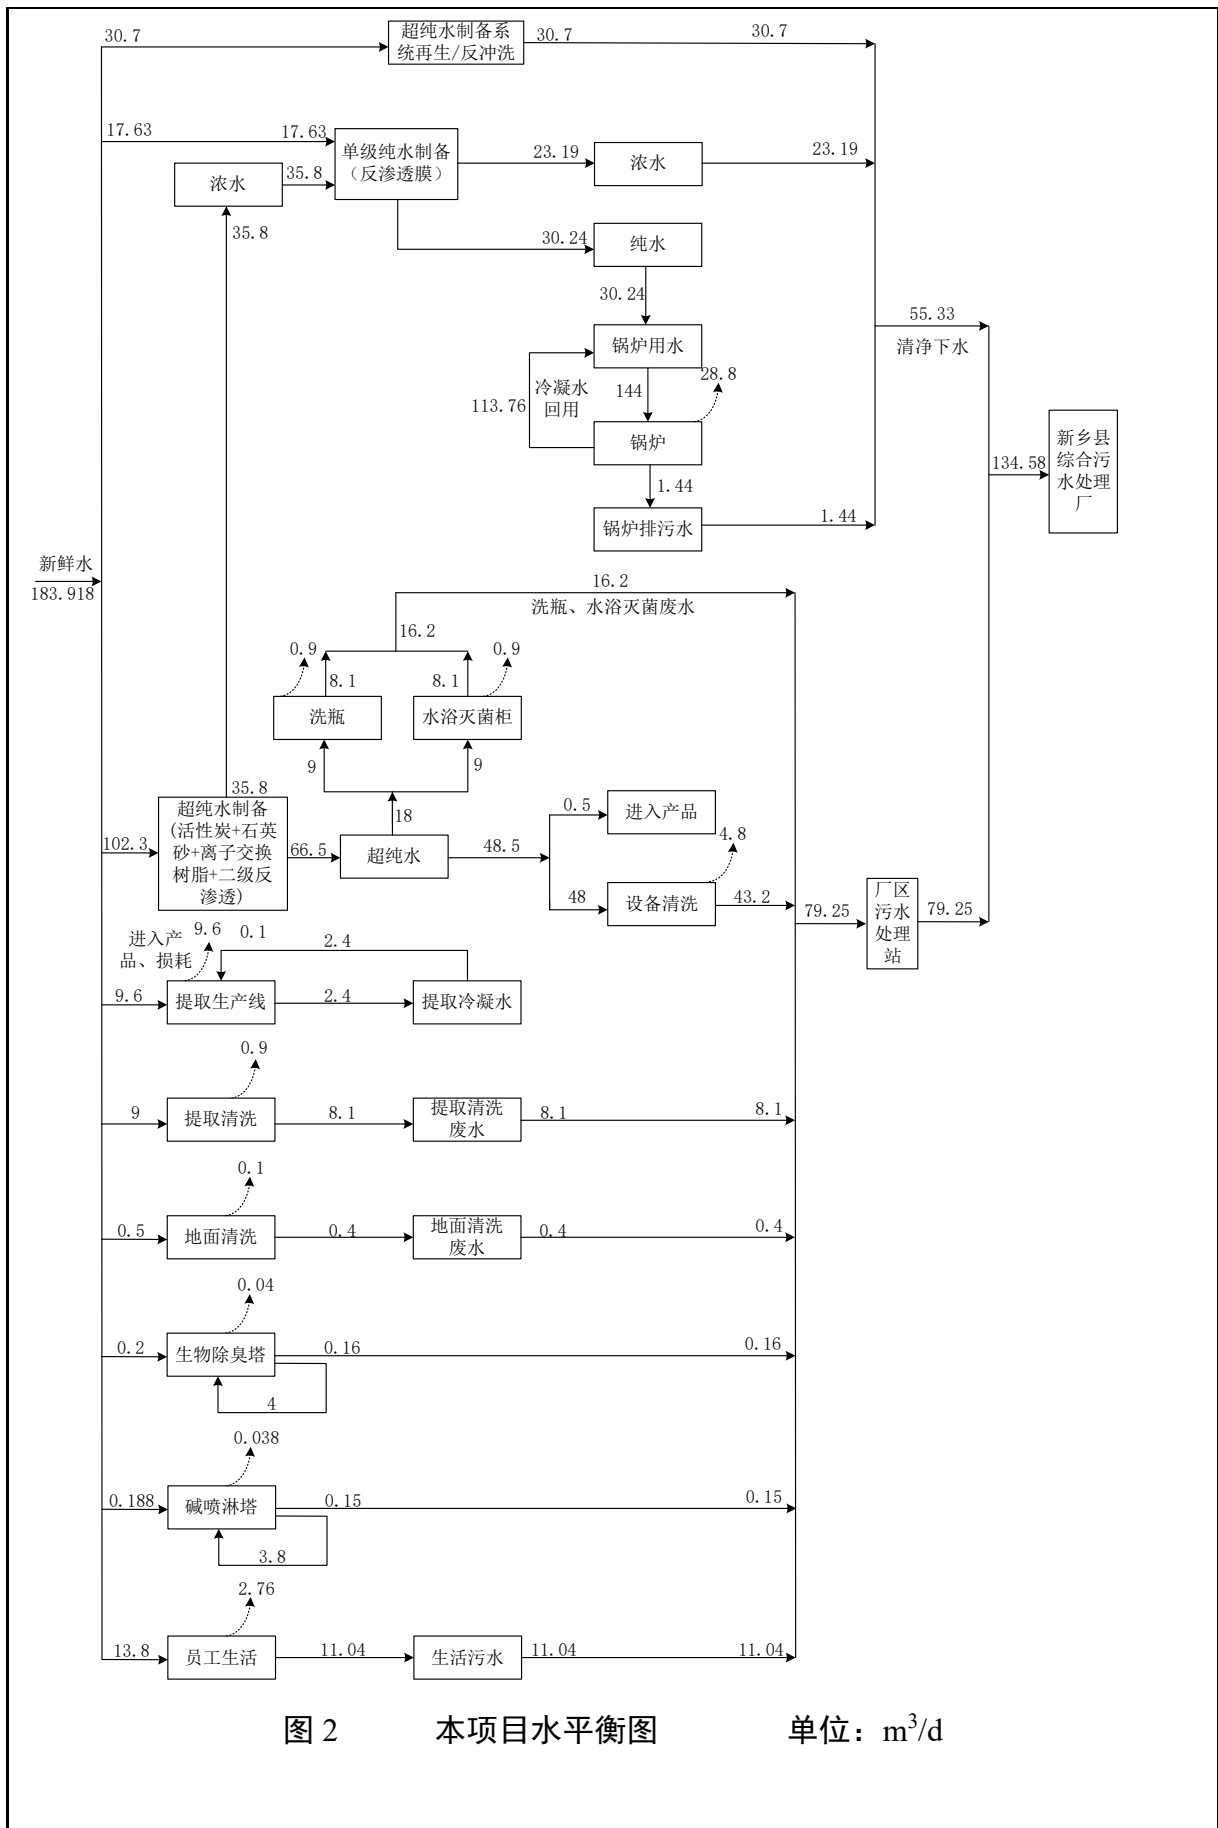 30.7
超纯水制备系
统再生/反冲洗
30.7
30.7
17.63
17.63
单级纯水制备
（反渗透膜）
23.19
浓水
23.19
浓水
35.8
35.8
30.24
纯水
30.24
锅炉用水
冷凝水
回用
113.76
144
28.8
锅炉
1.44
锅炉排污水
1.44
55.33
清净下水
134.58
新乡县
综合污
水处理
厂
新鲜水
183.918
16.2
洗瓶、水浴灭菌废水
16.2
0.9
8.1
8.1
0.9
洗瓶
水浴灭菌柜
9
9
18
35.8
102.3
超纯水制备
(活性炭+石英
砂+离子交换
树脂+二级反
渗透)
66.5
超纯水
48.5
0.5
进入产品
4.8
48
设备清洗
43.2
79.25
厂区
污水
处理
站
79.25
进入产
品、损耗
9.6
0.1
2.4
9.6
提取生产线
2.4
提取冷凝水
0.9
9
提取清洗
8.1
提取清洗
废水
8.1
8.1
0.1
0.5
地面清洗
0.4
地面清洗
废水
0.4
0.4
0.04
0.2
生物除臭塔
0.16
0.16
4
0.038
0.188
碱喷淋塔
0.15
0.15
3.8
2.76
13.8
员工生活
11.04
生活污水
11.04
11.04
图 2 本项目水平衡图 单位：m³/d